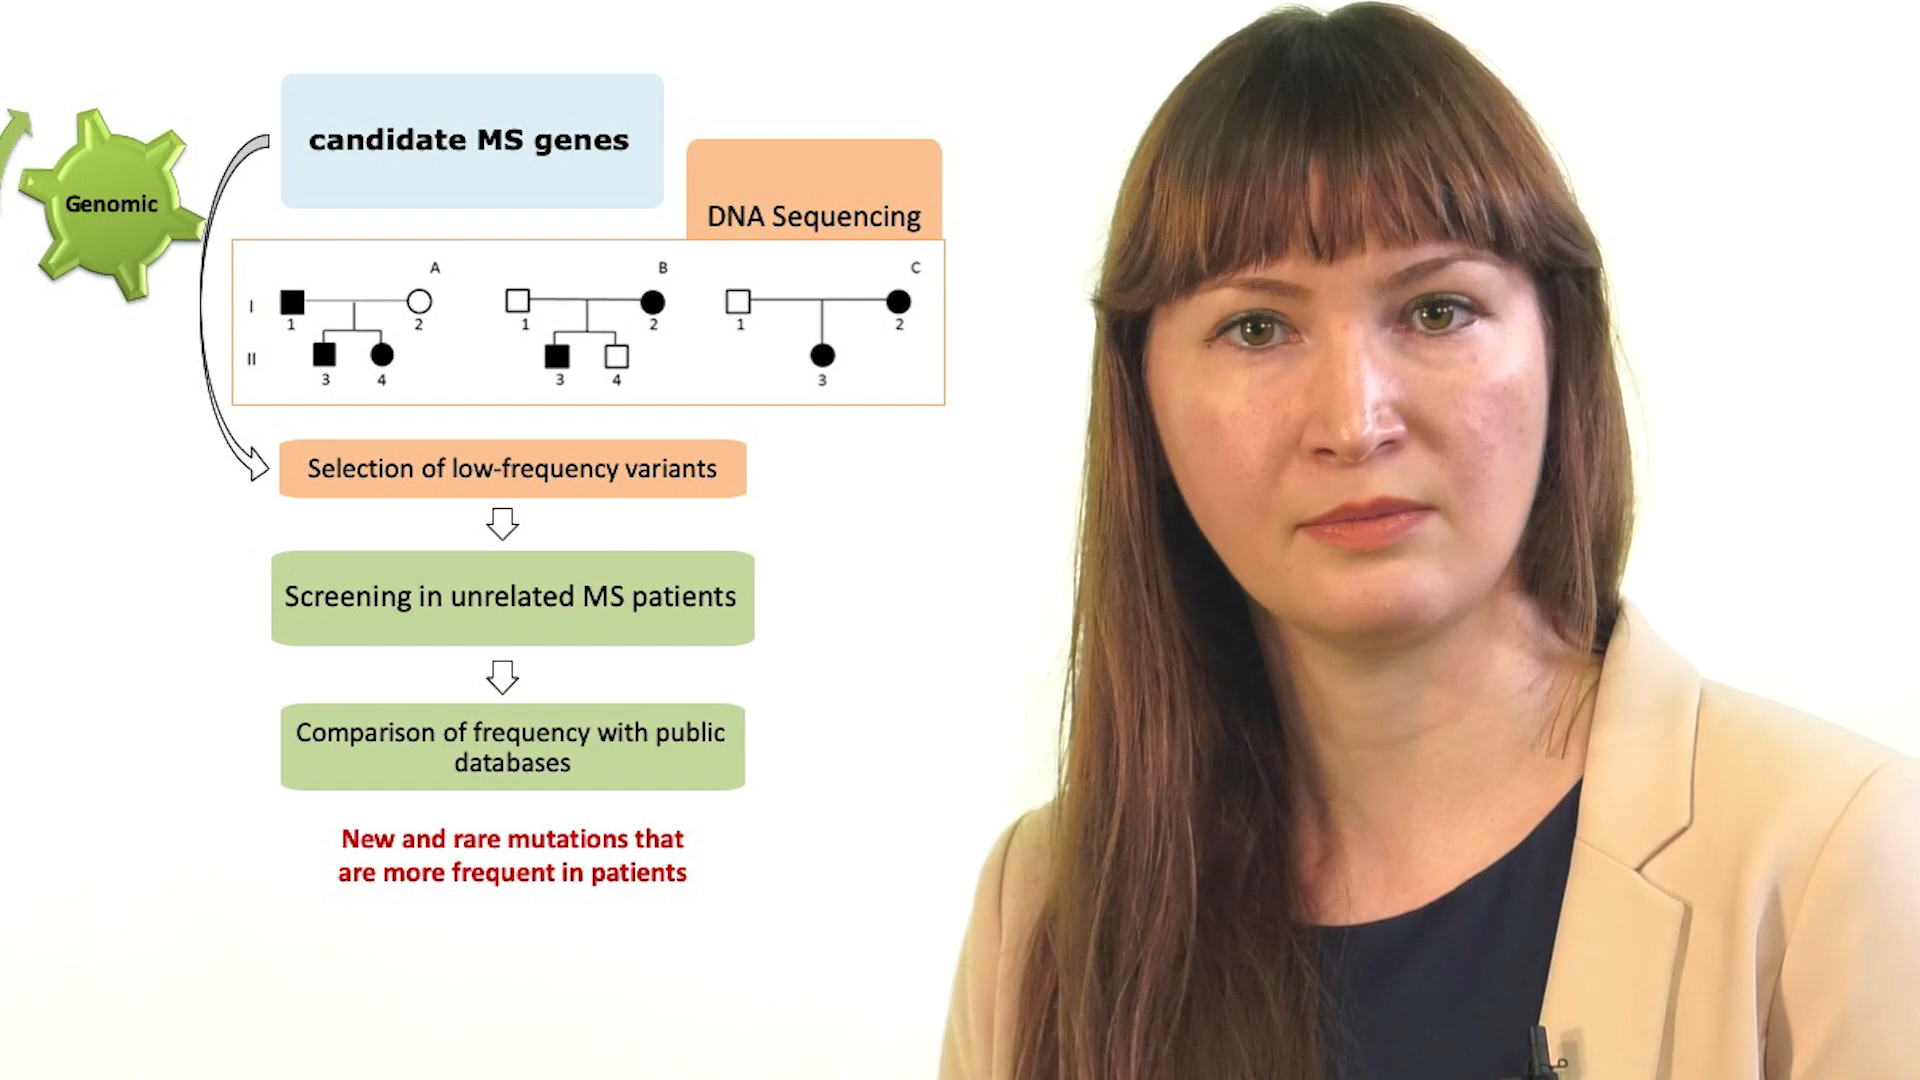 candidate MS genes
Genomic
DNA Sequencing
A
B
C
I
1
2
1
2
1
2
II
3
4
3
4
3
Selection of low-frequency variants
Screening in unrelated MS patients
Comparison of frequency with public
databases
New and rare mutations that
are more frequent in patients